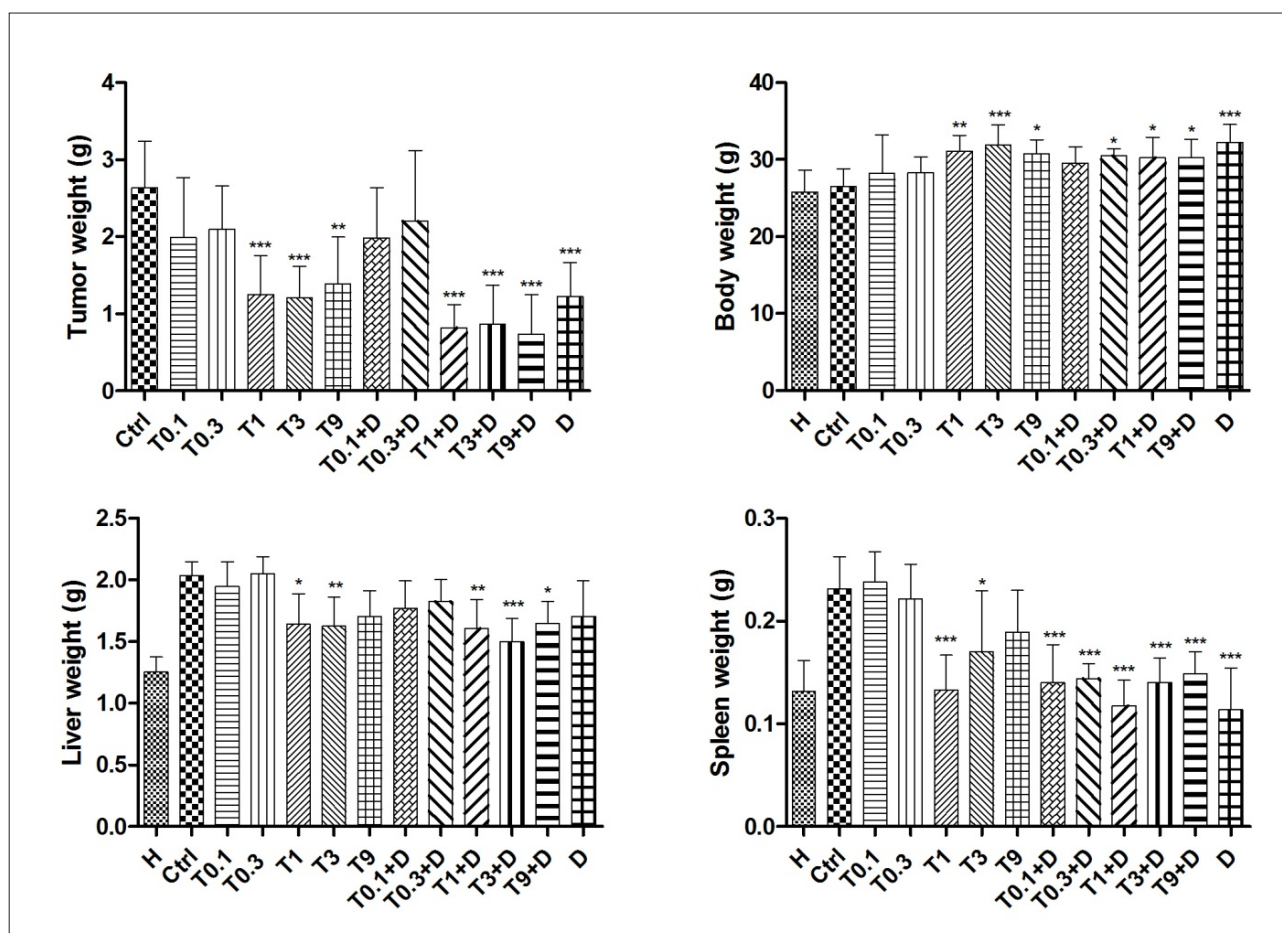 Tumor weight (g)
4
3
2
1
0
*** *** ** *** *** *** ***
Ctrl T0.1 T0.3 T1 T3 T9 T0.1+D T0.3+D T1+D T3+D T9+D D
Body weight (g)
40
30
20
10
0
** *** * * * * ***
H Ctrl T0.1 T0.3 T1 T3 T9 T0.1+D T0.3+D T1+D T9+D D
Liver weight (g)
2.5
2.0
1.5
1.0
0.5
0.0
* ** ** *** *
H Ctrl T0.1 T0.3 T1 T3 T9 T0.1+D T0.3+D T1+D T3+D T9+D D
Spleen weight (g)
0.3
0.2
0.1
0.0
*** * *** *** *** *** *** ***
H Ctrl T0.1 T0.3 T1 T3 T9 T0.1+D T0.3+D T1+D T3+D T9+D D